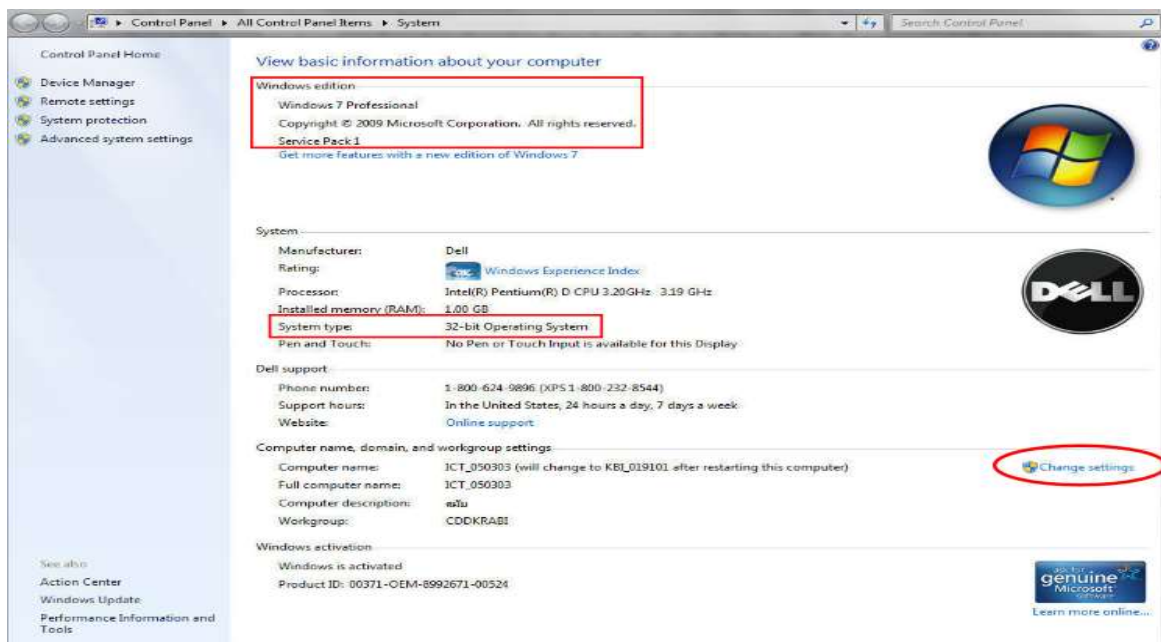 Control Panel ▸ All Control Panel Items ▸ System
Search Control Panel
Control Panel Home
Device Manager
Remote settings
System protection
Advanced system settings
View basic information about your computer
Windows edition
Windows 7 Professional
Copyright © 2009 Microsoft Corporation. All rights reserved.
Service Pack 1
Get more features with a new edition of Windows 7
System
Manufacturer: Dell
Rating: Windows Experience Index
Processor: Intel(R) Pentium(R) D CPU 3.20GHz 3.19 GHz
Installed memory (RAM): 1.00 GB
System type: 32-bit Operating System
Pen and Touch: No Pen or Touch Input is available for this Display
DELL
Dell support
Phone number: 1-800-624-9896 (XPS 1-800-232-8544)
Support hours: In the United States, 24 hours a day, 7 days a week
Website: Online support
Computer name, domain, and workgroup settings
Computer name: ICT_050303 (will change to KBI_019101 after restarting this computer)
Change settings
Full computer name: ICT_050303
Computer description:
Workgroup: CDDKRABI
Windows activation
Windows is activated
Product ID: 00371-OEM-8992671-00524
ask for
genuine
Microsoft
software
Learn more online...
See also
Action Center
Windows Update
Performance Information and
Tools